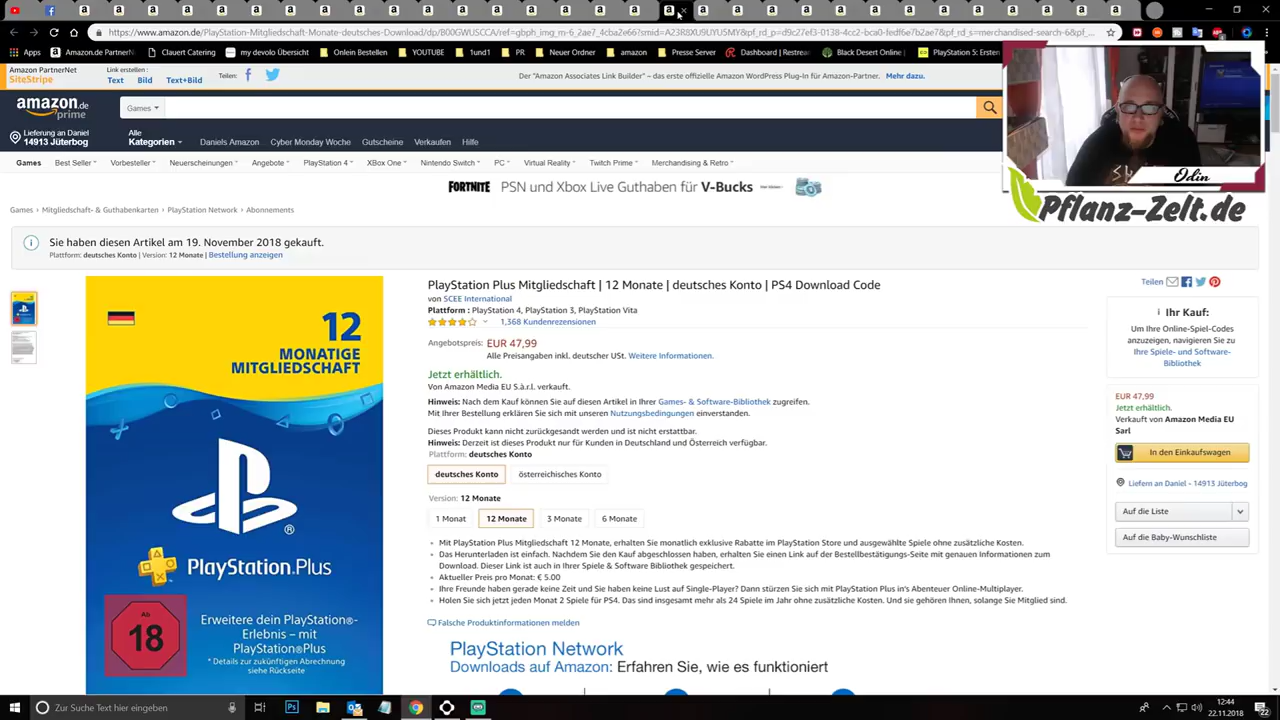 https://www.amazon.de/PlayStation-Mitgliedschaft-Monate-deutsches-Download/dp/B00GWUSCCA/
Apps
Amazon.de PartnerN
Clauert Catering
my devolo Übersicht
Onlein Bestellen
YOUTUBE
1und1
PR
Neuer Ordner
amazon
Presse Server
Dashboard | Restrea
Black Desert Online
PlayStation 5: Ersten
Amazon PartnerNet
SiteStripe
Link erstellen:
Text Bild Text+Bild
Teilen:
Der "Amazon Associates Link Builder" – das erste offizielle Amazon WordPress Plug-In für Amazon-Partner. Mehr dazu.
amazon.de
prime
Games
Lieferung an Daniel
14913 Jüterbog
Alle
Kategorien
Daniels Amazon
Cyber Monday Woche
Gutscheine
Verkaufen
Hilfe
Games
Best Seller
Vorbesteller
Neuerscheinungen
Angebote
PlayStation 4
XBox One
Nintendo Switch
PC
Virtual Reality
Twitch Prime
Merchandising & Retro
FORTNITE PSN und Xbox Live Guthaben für V-Bucks
Odin
Pflanz-Zelt.de
Games › Mitgliedschaft- & Guthabenkarten › PlayStation Network › Abonnements
Sie haben diesen Artikel am 19. November 2018 gekauft.
Plattform: deutsches Konto | Version: 12 Monate | Bestellung anzeigen
12
MONATIGE
MITGLIEDSCHAFT
PlayStation®Plus
Ab
18
Erweitere dein PlayStation®-
Erlebnis – mit
PlayStation®Plus
* Details zur zukünftigen Abrechnung
siehe Rückseite
PlayStation Plus Mitgliedschaft | 12 Monate | deutsches Konto | PS4 Download Code
von SCEE International
Plattform : PlayStation 4, PlayStation 3, PlayStation Vita
1,368 Kundenrezensionen
Angebotspreis: EUR 47,99
Alle Preisangaben inkl. deutscher USt. Weitere Informationen.
Jetzt erhältlich.
Von Amazon Media EU S.à.r.l. verkauft.
Hinweis: Nach dem Kauf können Sie auf diesen Artikel in Ihrer Games- & Software-Bibliothek zugreifen.
Mit Ihrer Bestellung erklären Sie sich mit unseren Nutzungsbedingungen einverstanden.
Dieses Produkt kann nicht zurückgesandt werden und ist nicht erstattbar.
Hinweis: Derzeit ist dieses Produkt nur für Kunden in Deutschland und Österreich verfügbar.
Plattform: deutsches Konto
deutsches Konto
österreichisches Konto
Version: 12 Monate
1 Monat
12 Monate
3 Monate
6 Monate
• Mit PlayStation Plus Mitgliedschaft 12 Monate, erhalten Sie monatlich exklusive Rabatte im PlayStation Store und ausgewählte Spiele ohne zusätzliche Kosten.
• Das Herunterladen ist einfach. Nachdem Sie den Kauf abgeschlossen haben, erhalten Sie einen Link auf der Bestellbestätigungs-Seite mit genauen Informationen zum
Download. Dieser Link ist auch in Ihrer Spiele & Software Bibliothek gespeichert.
• Aktueller Preis pro Monat: € 5.00
• Ihre Freunde haben gerade keine Zeit und Sie haben keine Lust auf Single-Player? Dann stürzen Sie sich mit PlayStation Plus in's Abenteuer Online-Multiplayer.
• Holen Sie sich jetzt jeden Monat 2 Spiele für PS4. Das sind insgesamt mehr als 24 Spiele im Jahr ohne zusätzliche Kosten. Und sie gehören Ihnen, solange Sie Mitglied sind.
Falsche Produktinformationen melden
PlayStation Network
Downloads auf Amazon: Erfahren Sie, wie es funktioniert
Teilen
Ihr Kauf:
Um Ihre Online-Spiel-Codes
anzuzeigen, navigieren Sie zu
Ihre Spiele- und Software-
Bibliothek
EUR 47,99
Jetzt erhältlich.
Verkauft von Amazon Media EU
Sarl
In den Einkaufswagen
Liefern an Daniel - 14913 Jüterbog
Auf die Liste
Auf die Baby-Wunschliste
Zur Suche Text hier eingeben
12:44
22.11.2018
22